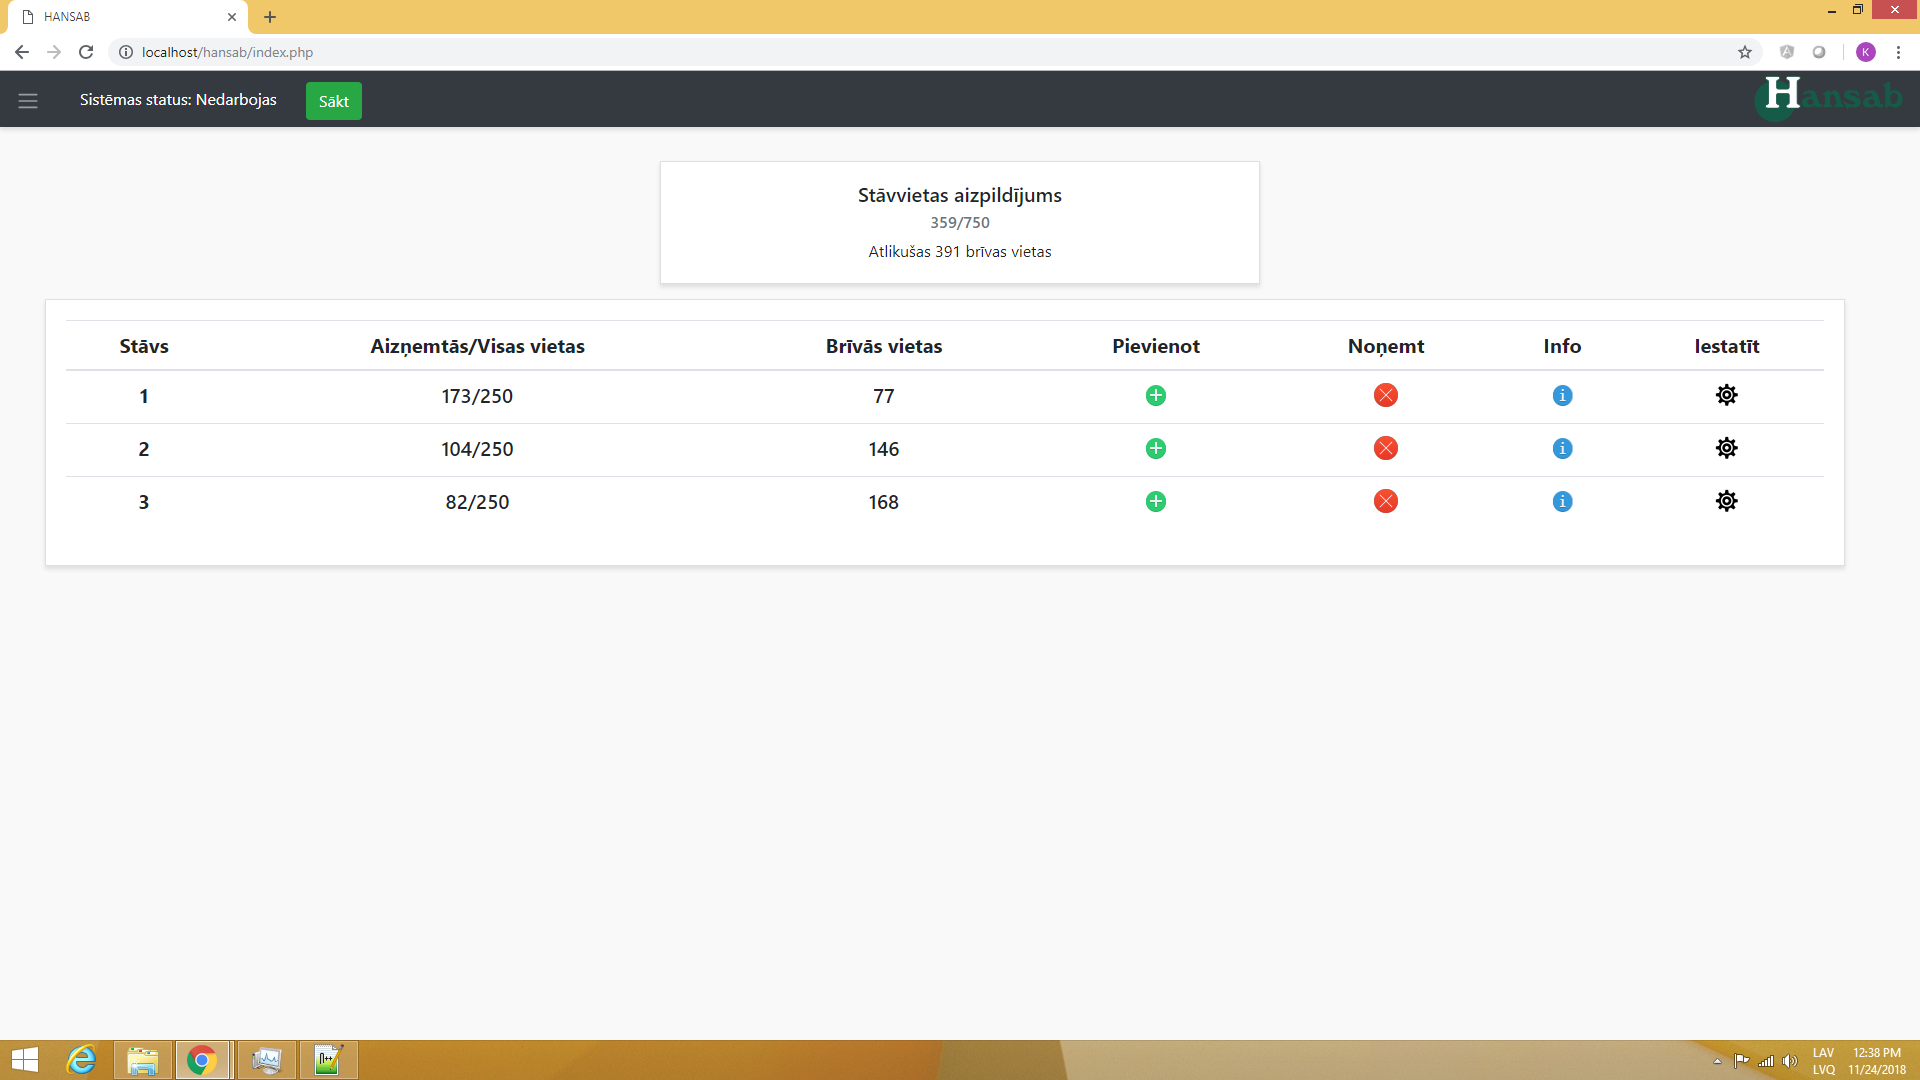 HANSAB
localhost/hansab/index.php
K
Sistēmas status: Nedarbojas
Sākt
Hansab
Stāvvietas aizpildījums
359/750
Atlikušas 391 brīvas vietas
Stāvs Aizņemtās/Visas vietas Brīvās vietas Pievienot Noņemt Info Iestatīt
1 173/250 77
2 104/250 146
3 82/250 168
LAV 12:38 PM
LVQ 11/24/2018